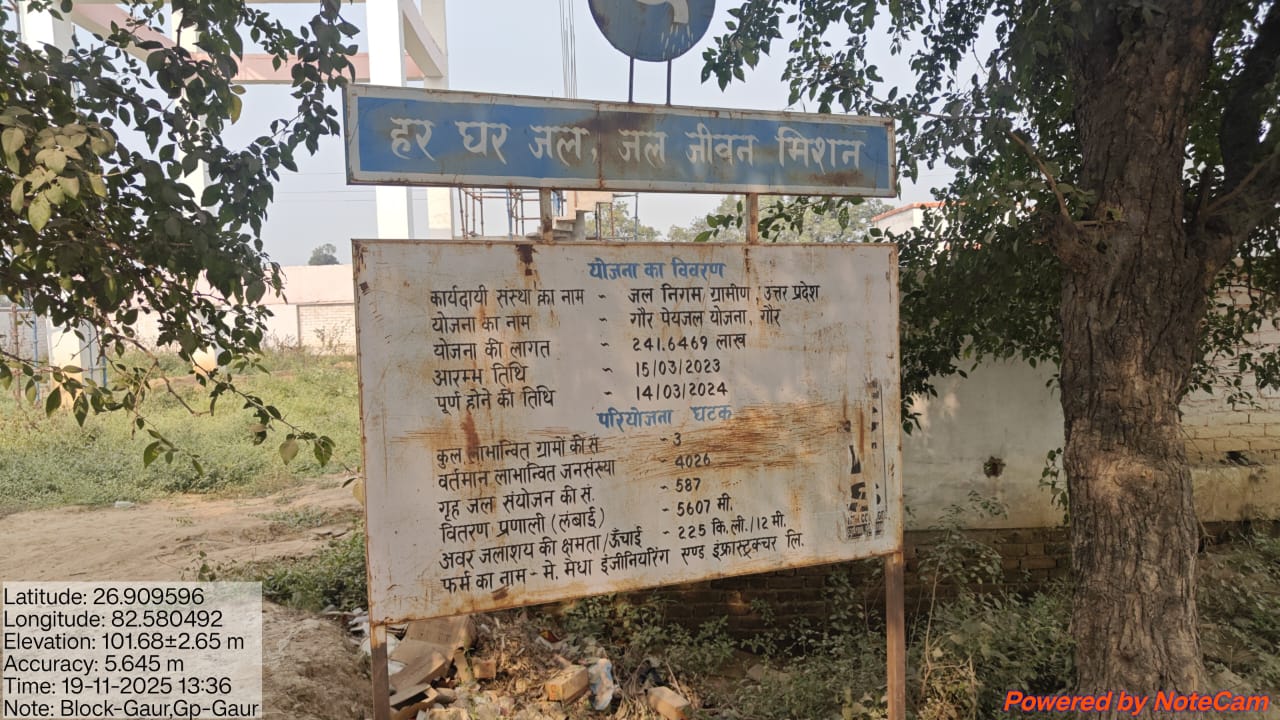 हर घर जल, जल जीवन मिशन
योजना का विवरण
कार्यदायी संस्था का नाम - जल निगम ग्रामीण, उत्तर प्रदेश
योजना का नाम - गौर पेयजल योजना, गौर
योजना की लागत - 241.6469 लाख
आरम्भ तिथि - 15/03/2023
पूर्ण होने की तिथि - 14/03/2024
परियोजना घटक
कुल लाभान्वित ग्रामों की सं - 3
वर्तमान लाभान्वित जनसंख्या - 4026
गृह जल संयोजन की सं. - 587
वितरण प्रणाली (लंबाई) - 5607 मी.
अवर जलाशय की क्षमता/ऊँचाई - 225 कि.ली./12 मी.
फर्म का नाम - मे. मेधा इंजीनियरिंग एण्ड इंफ्रास्ट्रक्चर लि.
Latitude: 26.909596
Longitude: 82.580492
Elevation: 101.68±2.65 m
Accuracy: 5.645 m
Time: 19-11-2025 13:36
Note: Block-Gaur,Gp-Gaur
Powered by NoteCam